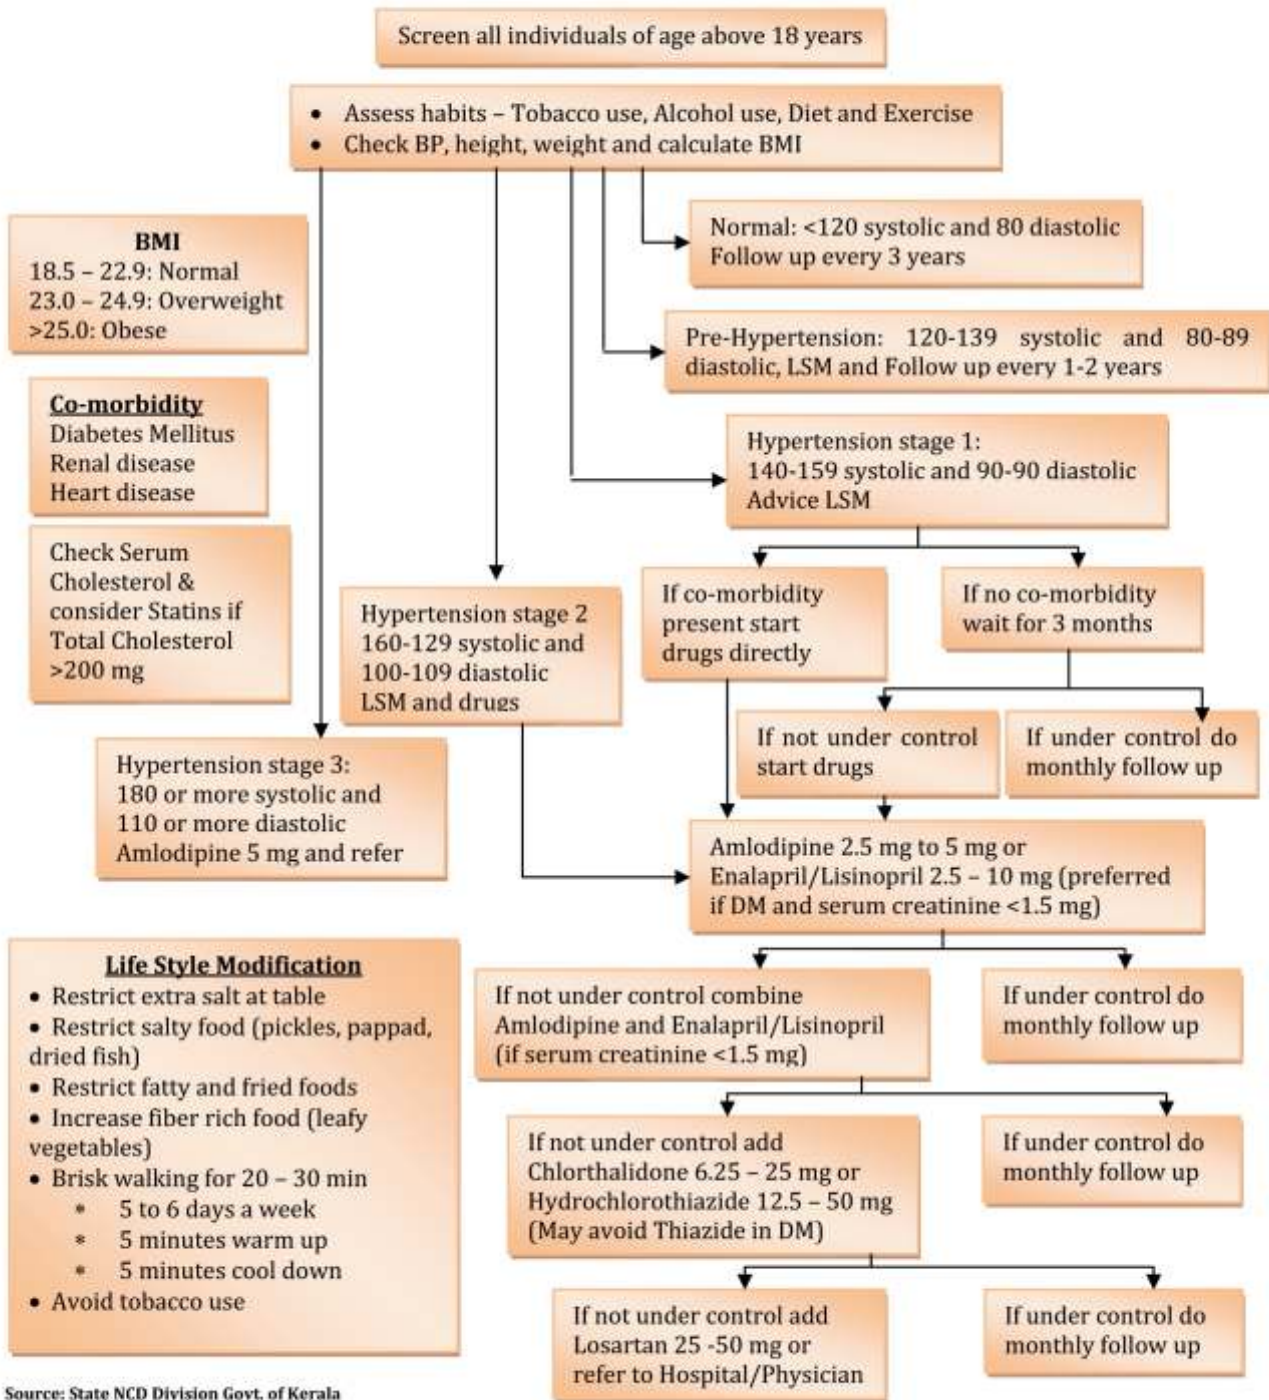 Screen all individuals of age above 18 years
• Assess habits – Tobacco use, Alcohol use, Diet and Exercise
• Check BP, height, weight and calculate BMI
Normal: <120 systolic and 80 diastolic
Follow up every 3 years
BMI
18.5 – 22.9: Normal
23.0 – 24.9: Overweight
>25.0: Obese
Pre-Hypertension: 120-139 systolic and 80-89
diastolic, LSM and Follow up every 1-2 years
Co-morbidity
Diabetes Mellitus
Renal disease
Heart disease
Hypertension stage 1:
140-159 systolic and 90-90 diastolic
Advice LSM
Check Serum
Cholesterol &
consider Statins if
Total Cholesterol
>200 mg
Hypertension stage 2
160-129 systolic and
100-109 diastolic
LSM and drugs
If co-morbidity
present start
drugs directly
If no co-morbidity
wait for 3 months
Hypertension stage 3:
180 or more systolic and
110 or more diastolic
Amlodipine 5 mg and refer
If not under control
start drugs
If under control do
monthly follow up
Amlodipine 2.5 mg to 5 mg or
Enalapril/Lisinopril 2.5 – 10 mg (preferred
if DM and serum creatinine <1.5 mg)
Life Style Modification
• Restrict extra salt at table
• Restrict salty food (pickles, pappad,
dried fish)
• Restrict fatty and fried foods
• Increase fiber rich food (leafy
vegetables)
• Brisk walking for 20 – 30 min
* 5 to 6 days a week
* 5 minutes warm up
* 5 minutes cool down
• Avoid tobacco use
If not under control combine
Amlodipine and Enalapril/Lisinopril
(if serum creatinine <1.5 mg)
If under control do
monthly follow up
If not under control add
Chlorthalidone 6.25 – 25 mg or
Hydrochlorothiazide 12.5 – 50 mg
(May avoid Thiazide in DM)
If under control do
monthly follow up
If not under control add
Losartan 25 -50 mg or
refer to Hospital/Physician
If under control do
monthly follow up
Source: State NCD Division Govt. of Kerala